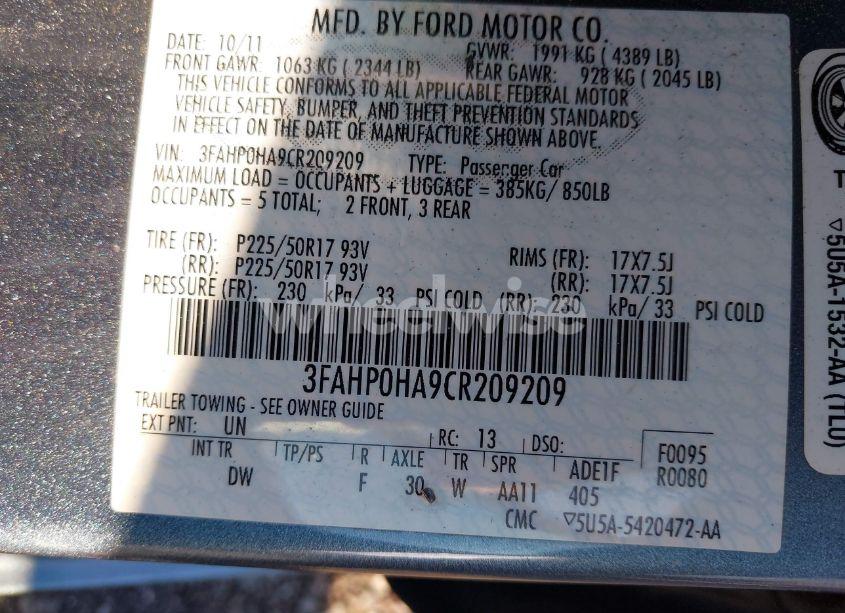 MFD. BY FORD MOTOR CO.
DATE: 10/11 GVWR: 1991 KG ( 4389 LB)
FRONT GAWR: 1063 KG ( 2344 LB) REAR GAWR: 928 KG ( 2045 LB)
THIS VEHICLE CONFORMS TO ALL APPLICABLE FEDERAL MOTOR
VEHICLE SAFETY, BUMPER, AND THEFT PREVENTION STANDARDS
IN EFFECT ON THE DATE OF MANUFACTURE SHOWN ABOVE.
VIN: 3FAHP0HA9CR209209 TYPE: Passenger Car
MAXIMUM LOAD = OCCUPANTS + LUGGAGE = 385KG/ 850LB
OCCUPANTS = 5 TOTAL; 2 FRONT, 3 REAR
TIRE (FR): P225/50R17 93V RIMS (FR): 17X7.5J
(RR): P225/50R17 93V (RR): 17X7.5J
PRESSURE (FR): 230 kPa/ 33 PSI COLD (RR): 230 kPa/ 33 PSI COLD
wheelwise
3FAHP0HA9CR209209
TRAILER TOWING - SEE OWNER GUIDE
EXT PNT: UN RC: 13 DSO: F0095
INT TR TP/PS R AXLE TR SPR ADE1F R0080
DW F 30 W AA11 405
CMC ▽5U5A-5420472-AA
T
▽5U5A-1532-AA (TLU)